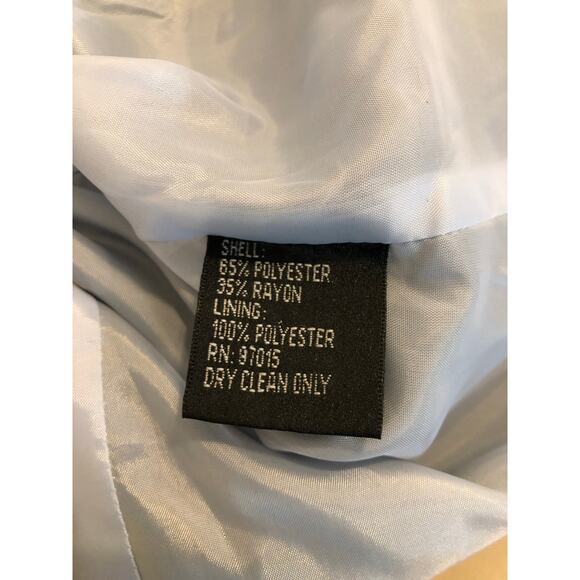 SHELL:
65% POLYESTER
35% RAYON
LINING:
100% POLYESTER
RN: 97015
DRY CLEAN ONLY